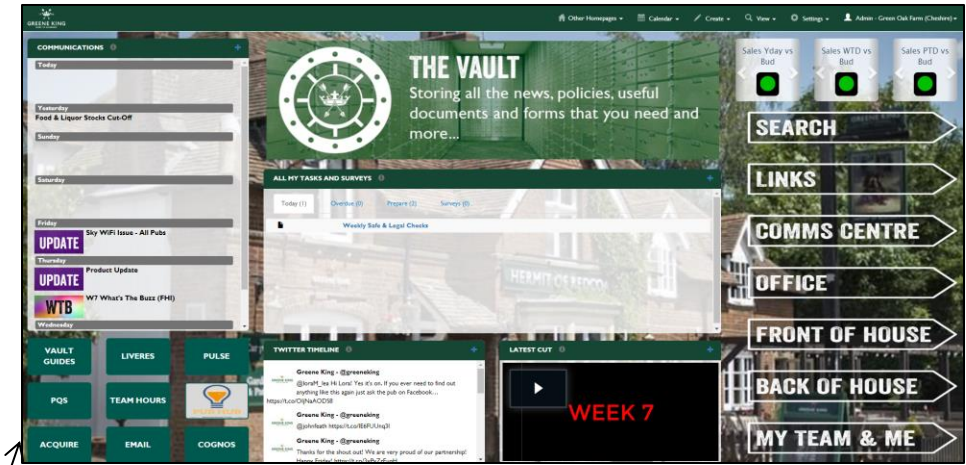 GREENE KING
Other Homepages
Calendar
Create
View
Settings
Admin - Green Oak Farm (Cheshire)
COMMUNICATIONS
Today
Yesterday
Food & Liquor Stocks Cut-Off
Sunday
Saturday
Friday
UPDATE
Sky WiFi Issue - All Pubs
Thursday
UPDATE
Product Update
WTB
W7 What's The Buzz (FHI)
Wednesday
THE VAULT
Storing all the news, policies, useful
documents and forms that you need and
more...
ALL MY TASKS AND SURVEYS
Today (1)
Overdue (0)
Prepare (2)
Surveys (0)
Weekly Safe & Legal Checks
HERMIT OF REDCOAT
Sales Yday vs
Bud
Sales WTD vs
Bud
Sales PTD vs
Bud
SEARCH
LINKS
COMMS CENTRE
OFFICE
FRONT OF HOUSE
BACK OF HOUSE
MY TEAM & ME
VAULT
GUIDES
LIVERES
PULSE
PQS
TEAM HOURS
ACQUIRE
EMAIL
COGNOS
TWITTER TIMELINE
Greene King - @greeneking
@loraM_lea Hi Lora! Yes it's on. If you ever need to find out
anything like this again just ask the pub on Facebook...
Greene King - @greeneking
Greene King - @greeneking
Thanks for the shout out! We are very proud of our partnership!
LATEST CUT
WEEK 7